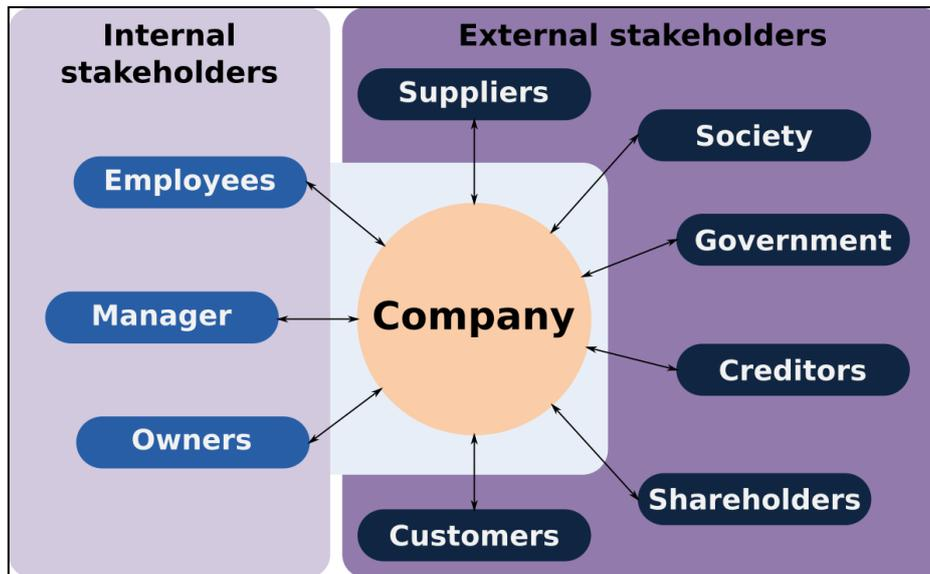 Internal
stakeholders
Employees
Manager
Owners
External stakeholders
Suppliers
Society
Government
Company
Creditors
Shareholders
Customers